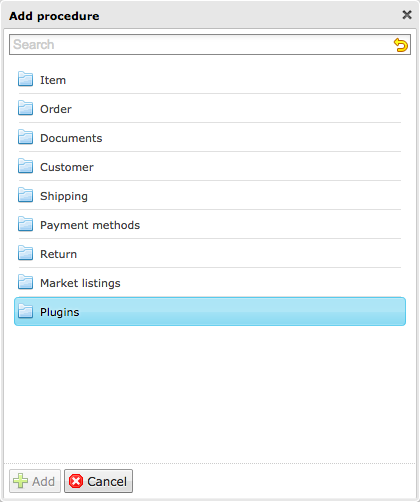 Add procedure
Search
Item
Order
Documents
Customer
Shipping
Payment methods
Return
Market listings
Plugins
Add Cancel